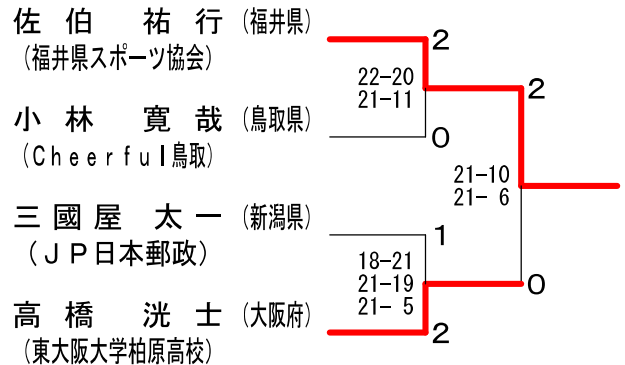 佐伯 祐行 (福井県)
(福井県スポーツ協会)
2
22-20
21-11
2
小林 寛哉 (鳥取県)
(Cheerful鳥取)
0
21-10
21- 6
三國屋 太一 (新潟県)
(JP日本郵政)
1
18-21
21-19
21- 5
0
高橋 洸士 (大阪府)
(東大阪大学柏原高校)
2